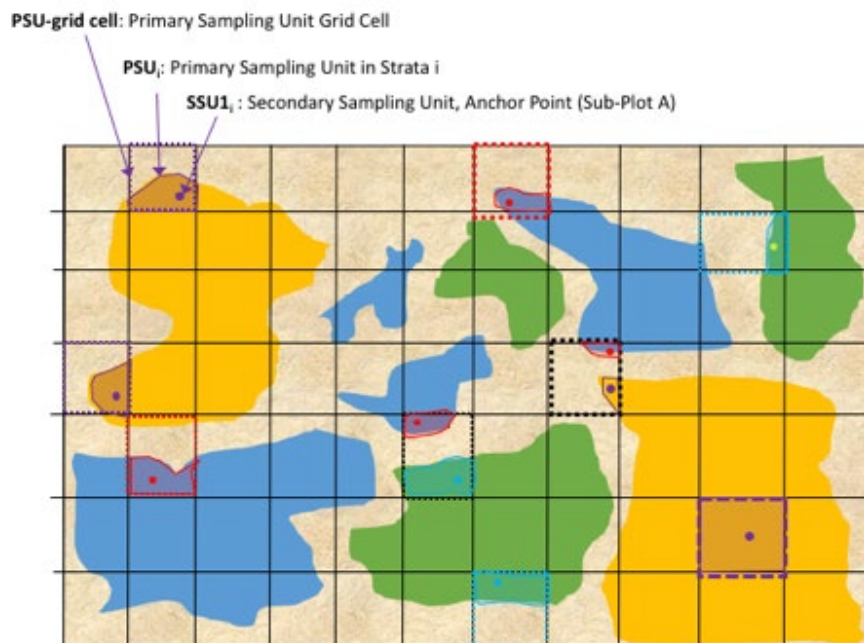 PSU-grid cell: Primary Sampling Unit Grid Cell
PSUi: Primary Sampling Unit in Strata i
SSU1i : Secondary Sampling Unit, Anchor Point (Sub-Plot A)